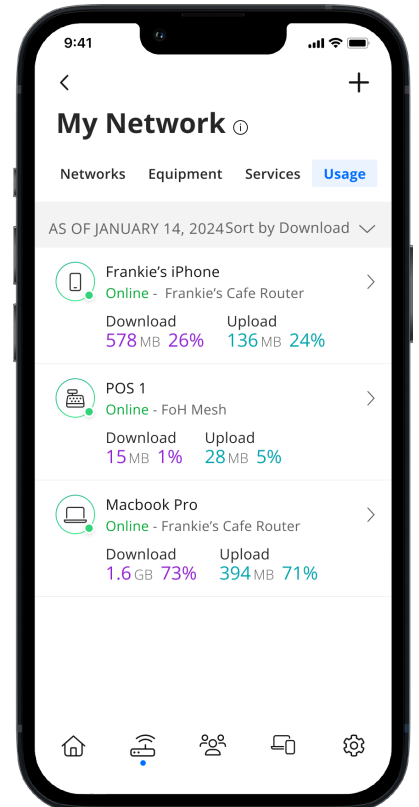 9:41
My Network
Networks Equipment Services Usage
AS OF JANUARY 14, 2024 Sort by Download
Frankie’s iPhone
Online - Frankie’s Cafe Router
Download Upload
578 MB 26% 136 MB 24%
POS 1
Online - FoH Mesh
Download Upload
15 MB 1% 28 MB 5%
Macbook Pro
Online - Frankie’s Cafe Router
Download Upload
1.6 GB 73% 394 MB 71%